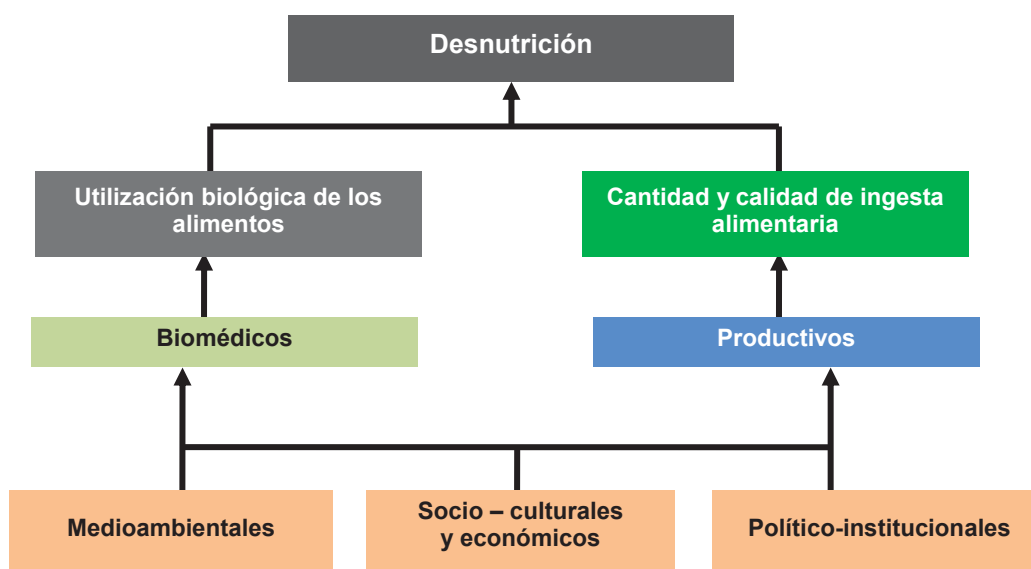 Desnutrición
Utilización biológica de los
alimentos
Cantidad y calidad de ingesta
alimentaria
Biomédicos
Productivos
Medioambientales
Socio – culturales
y económicos
Político-institucionales